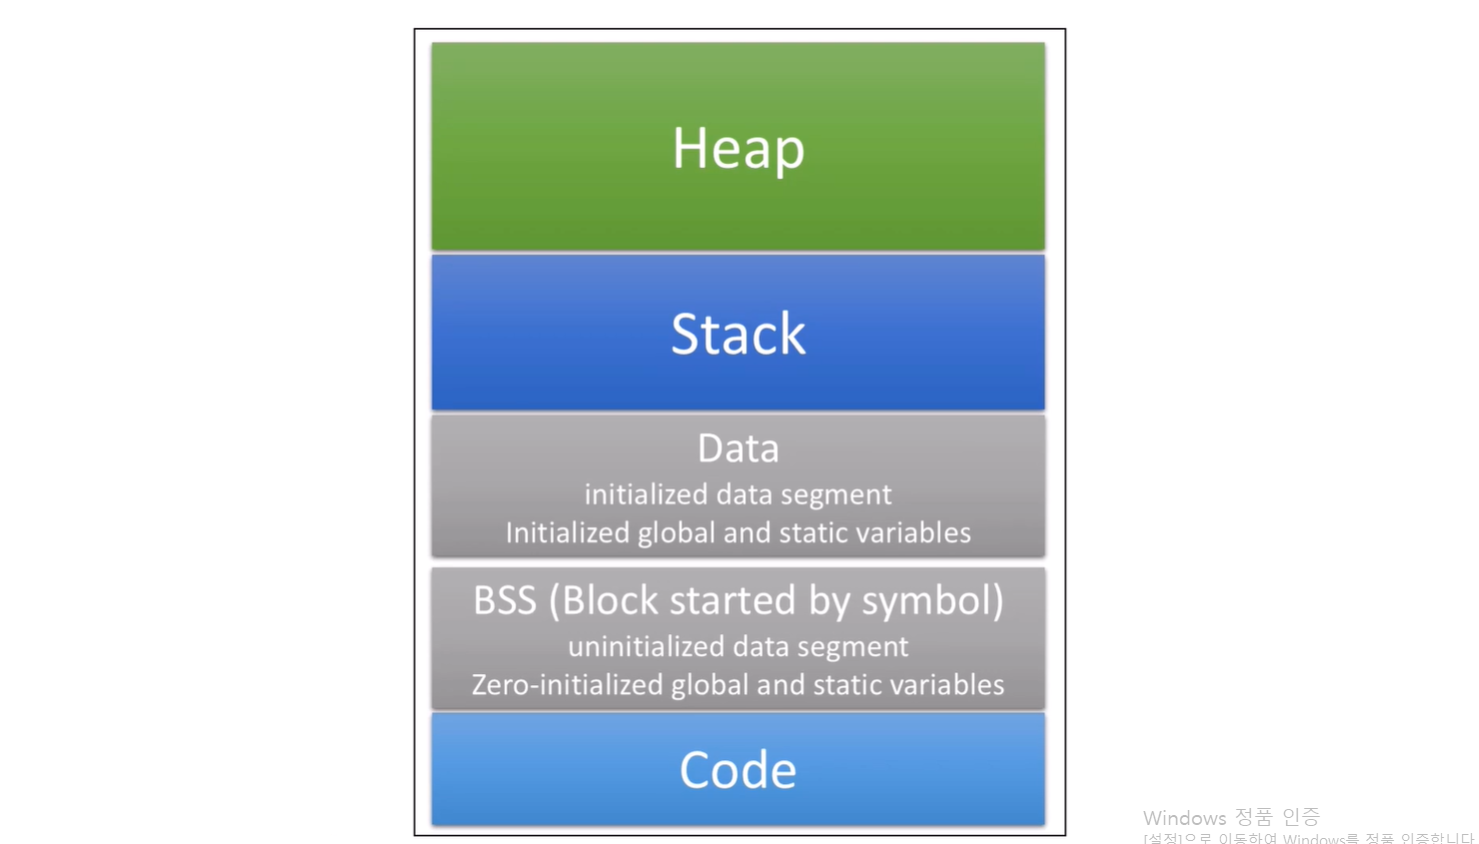 Heap
Stack
Data
initialized data segment
Initialized global and static variables
BSS (Block started by symbol)
uninitialized data segment
Zero-initialized global and static variables
Code
Windows 정품 인증
[설정]으로 이동하여 Windows를 정품 인증합니다